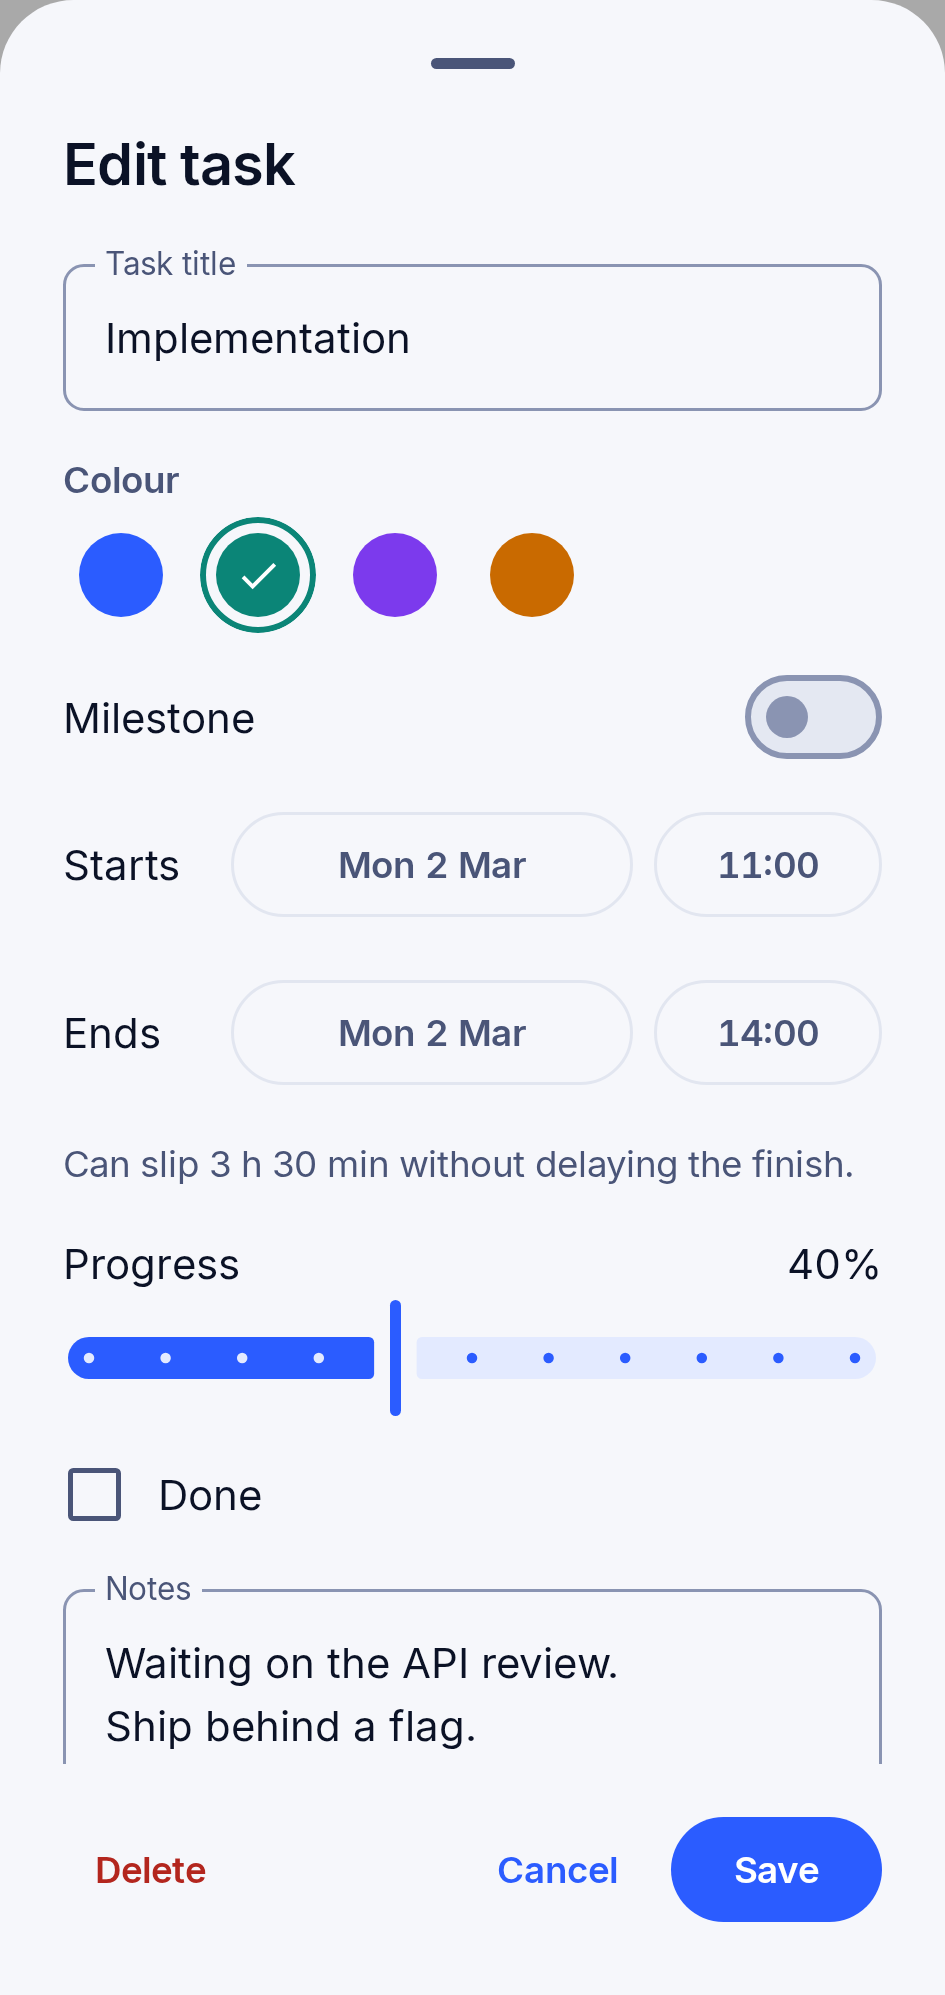 Edit task
Task title
Implementation
Colour
Milestone
Starts
Mon 2 Mar
11:00
Ends
Mon 2 Mar
14:00
Can slip 3 h 30 min without delaying the finish.
Progress
40%
Done
Notes
Waiting on the API review.
Ship behind a flag.
Delete
Cancel
Save